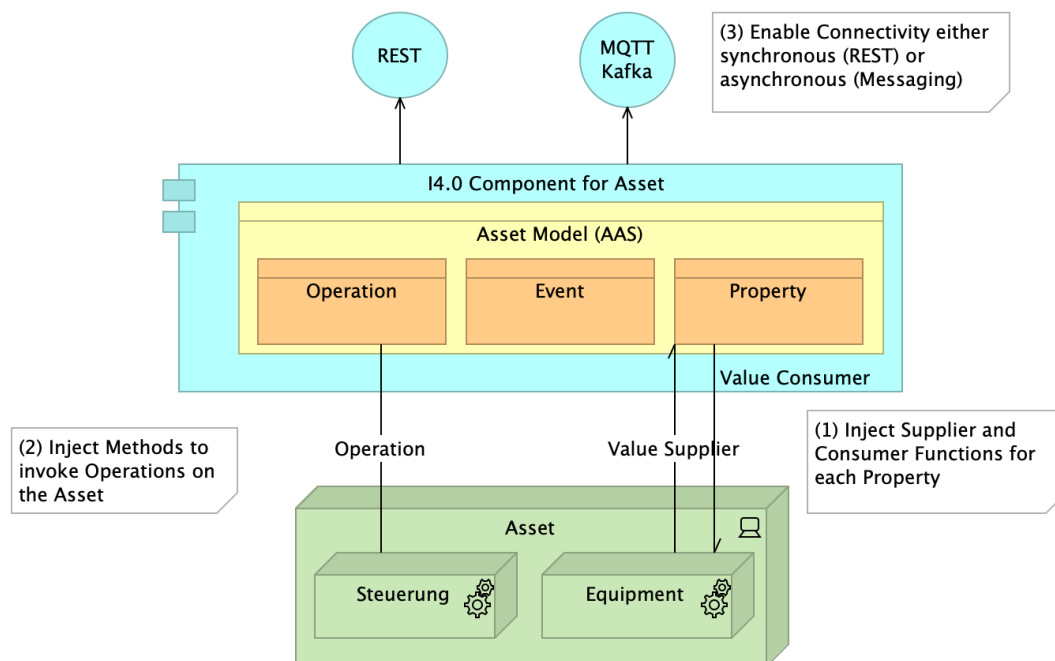 REST
MQTT
Kafka
(3) Enable Connectivity either
synchronous (REST) or
asynchronous (Messaging)
I4.0 Component for Asset
Asset Model (AAS)
Operation
Event
Property
Value Consumer
(2) Inject Methods to
invoke Operations on
the Asset
Operation
Value Supplier
(1) Inject Supplier and
Consumer Functions for
each Property
Asset
Steuerung
Equipment